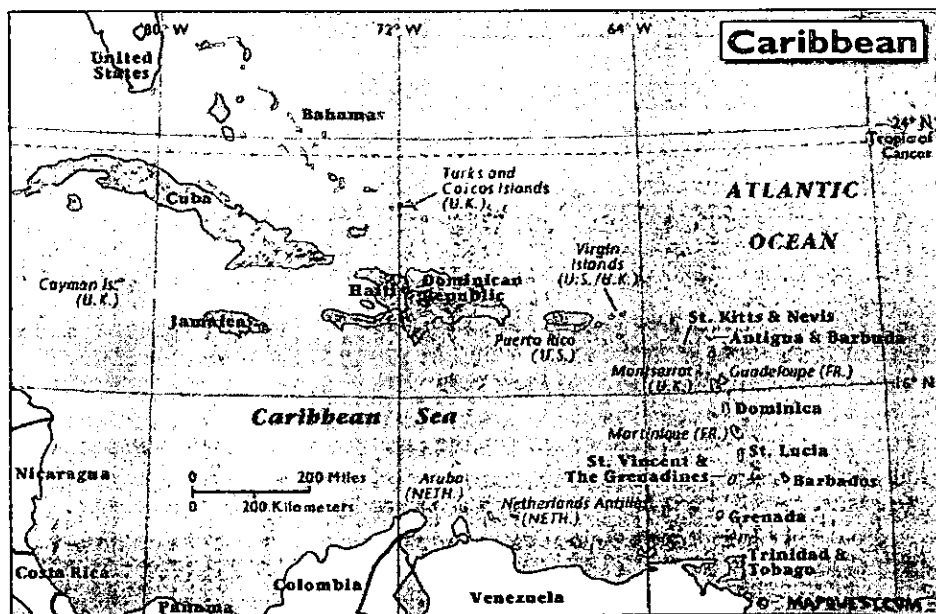 80° W
72° W
64° W
Caribbean
United
States
Bahamas
24° N
Tropic of
Cancer
Turks and
Caicos Islands
(U.K.)
Cuba
ATLANTIC
OCEAN
Virgin
Islands
(U.S./U.K.)
Cayman Is.
(U.K.)
Haiti
Dominican
Republic
Jamaica
Puerto Rico
(U.S.)
St. Kitts & Nevis
Antigua & Barbuda
Montserrat
(U.K.)
Guadeloupe (FR.)
16° N
Caribbean Sea
Dominica
Martinique (FR.)
St. Lucia
St. Vincent &
The Grenadines
Barbados
Nicaragua
0 200 Miles
0 200 Kilometers
Aruba
(NETH.)
Netherlands Antilles
(NETH.)
Grenada
Trinidad &
Tobago
Costa Rica
Panama
Colombia
Venezuela
© MAPQUEST.COM